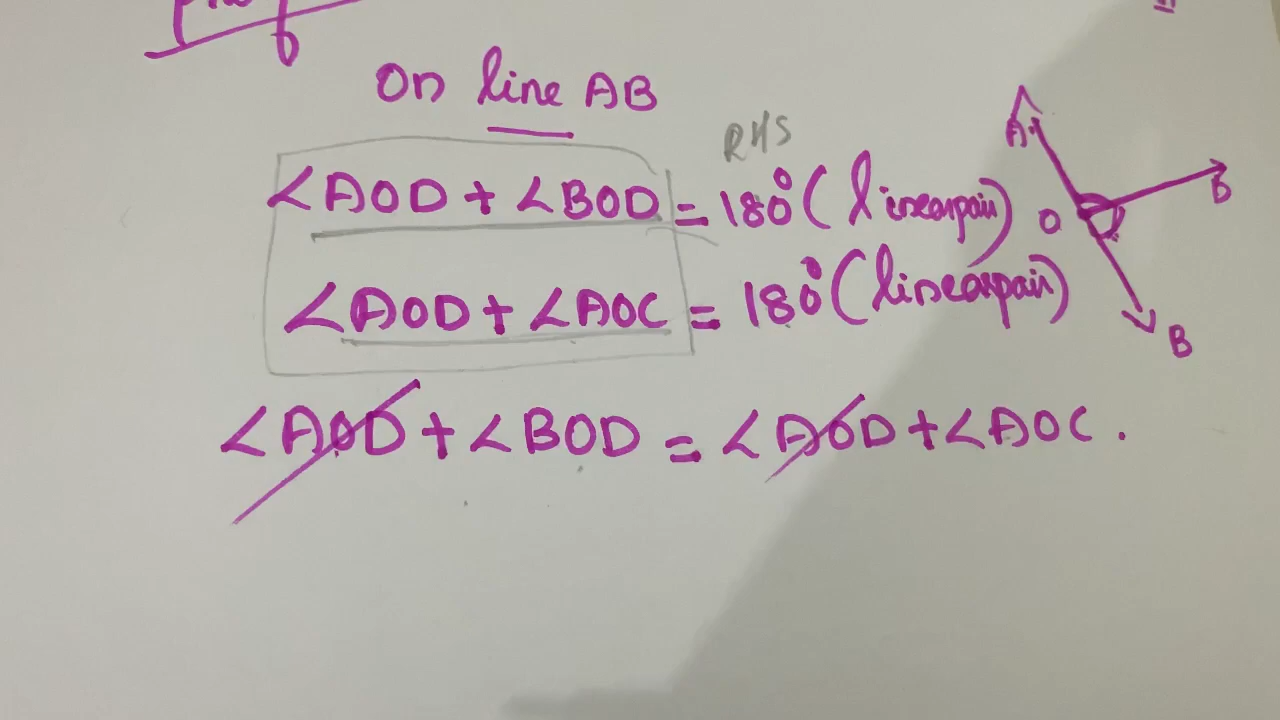 On line AB
RHS
∠AOD + ∠BOD = 180° (linearpair)
∠AOD + ∠AOC = 180° (linearpair)
∠AOD + ∠BOD = ∠AOD + ∠AOC.
A
B
O
B